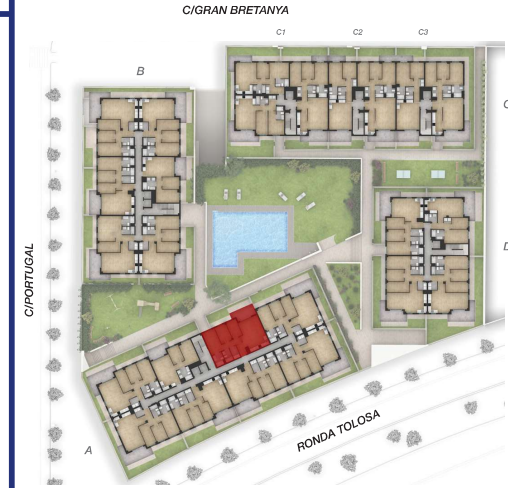 C/GRAN BRETANYA
C1
C2
C3
B
C/PORTUGAL
D
A
RONDA TOLOSA